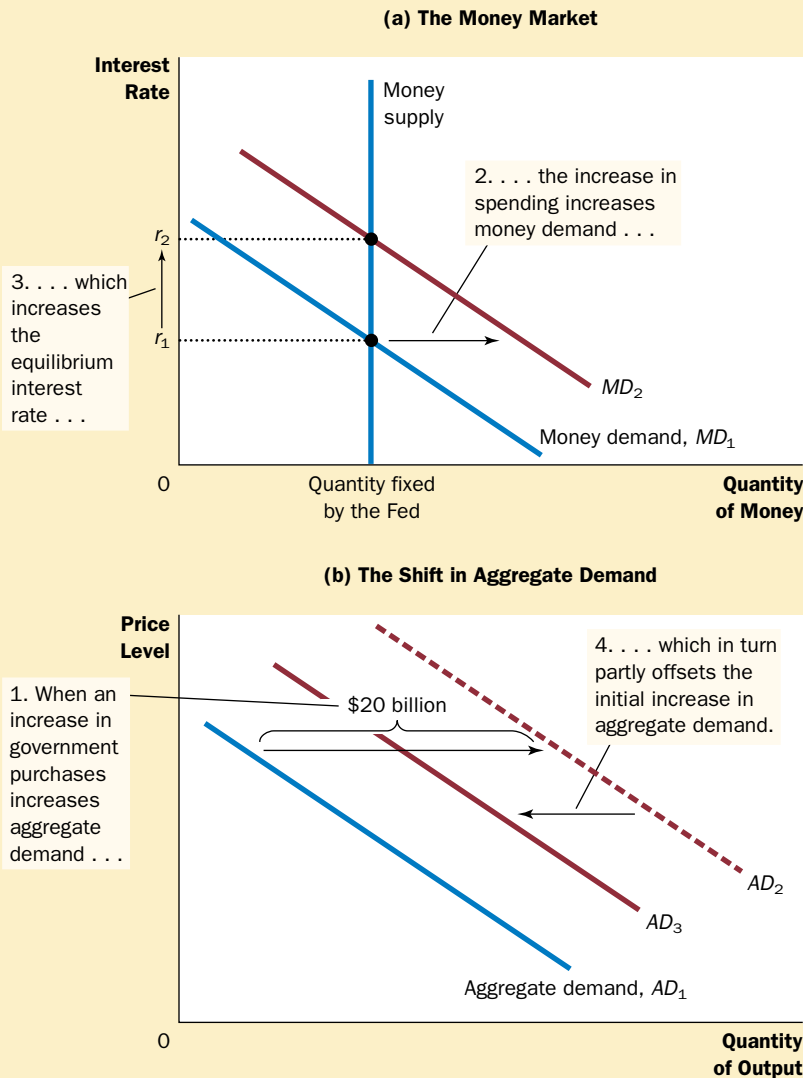 (a) The Money Market
Interest
Rate
Money
supply
2. . . . the increase in
spending increases
money demand . . .
r2
3. . . . which
increases
the
equilibrium
interest
rate . . .
r1
MD2
Money demand, MD1
0
Quantity fixed
by the Fed
Quantity
of Money
(b) The Shift in Aggregate Demand
Price
Level
1. When an
increase in
government
purchases
increases
aggregate
demand . . .
$20 billion
4. . . . which in turn
partly offsets the
initial increase in
aggregate demand.
AD2
AD3
Aggregate demand, AD1
0
Quantity
of Output